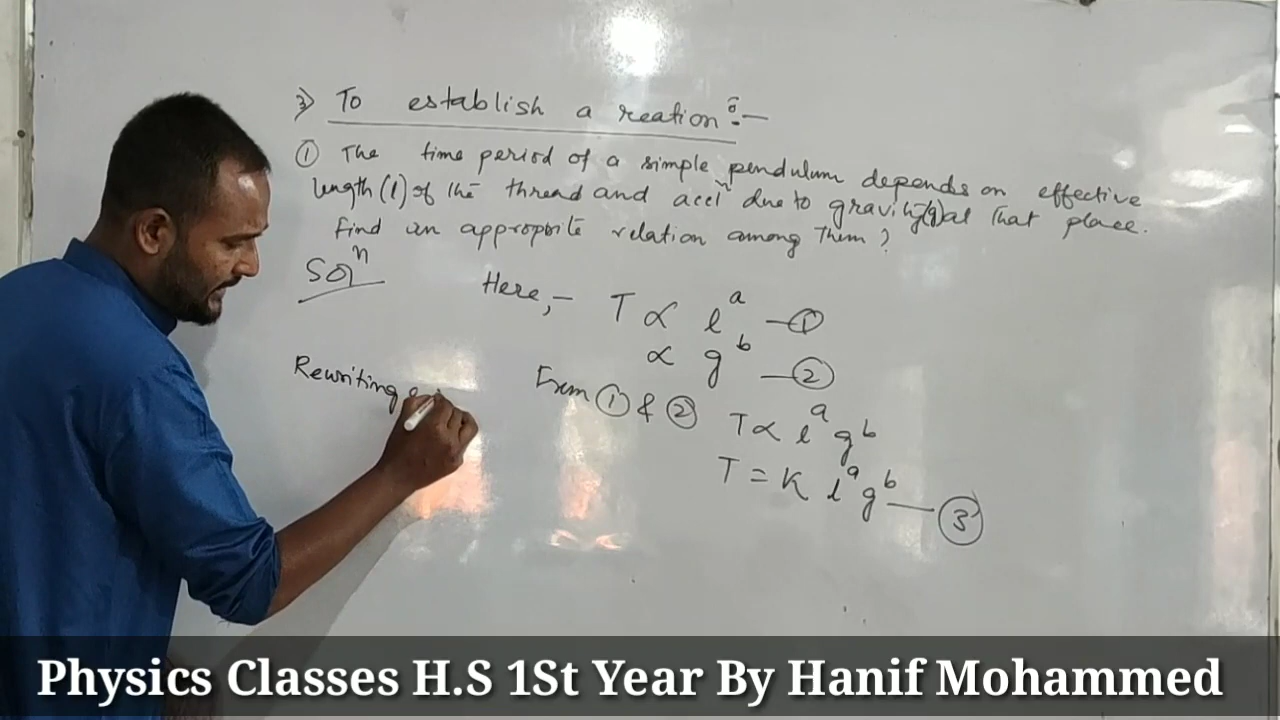 3) To establish a reation :-
① The time period of a simple pendulum depends on effective
length (l) of the thread and accln due to gravity (g) at that place.
Find an approprite relation among them ?
Soln
Here,- T ∝ l^a —①
∝ g^b —②
From ① & ② T ∝ l^a g^b
T = K l^a g^b —③
Rewriting
Physics Classes H.S 1St Year By Hanif Mohammed